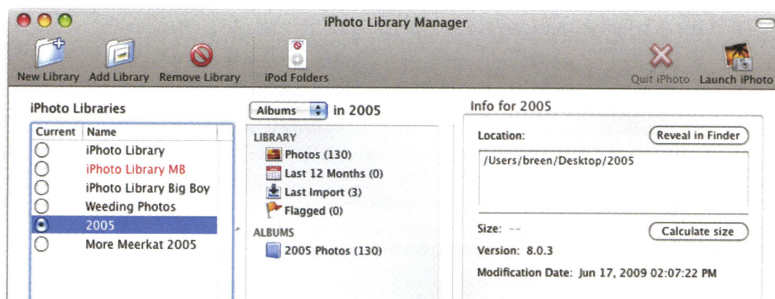 iPhoto Library Manager
New Library Add Library Remove Library iPod Folders Quit iPhoto Launch iPhoto
iPhoto Libraries
Current Name
iPhoto Library
iPhoto Library MB
iPhoto Library Big Boy
Weeding Photos
2005
More Meerkat 2005
Albums in 2005
LIBRARY
Photos (130)
Last 12 Months (0)
Last Import (3)
Flagged (0)
ALBUMS
2005 Photos (130)
Info for 2005
Location: Reveal in Finder
/Users/breen/Desktop/2005
Size: -- Calculate size
Version: 8.0.3
Modification Date: Jun 17, 2009 02:07:22 PM